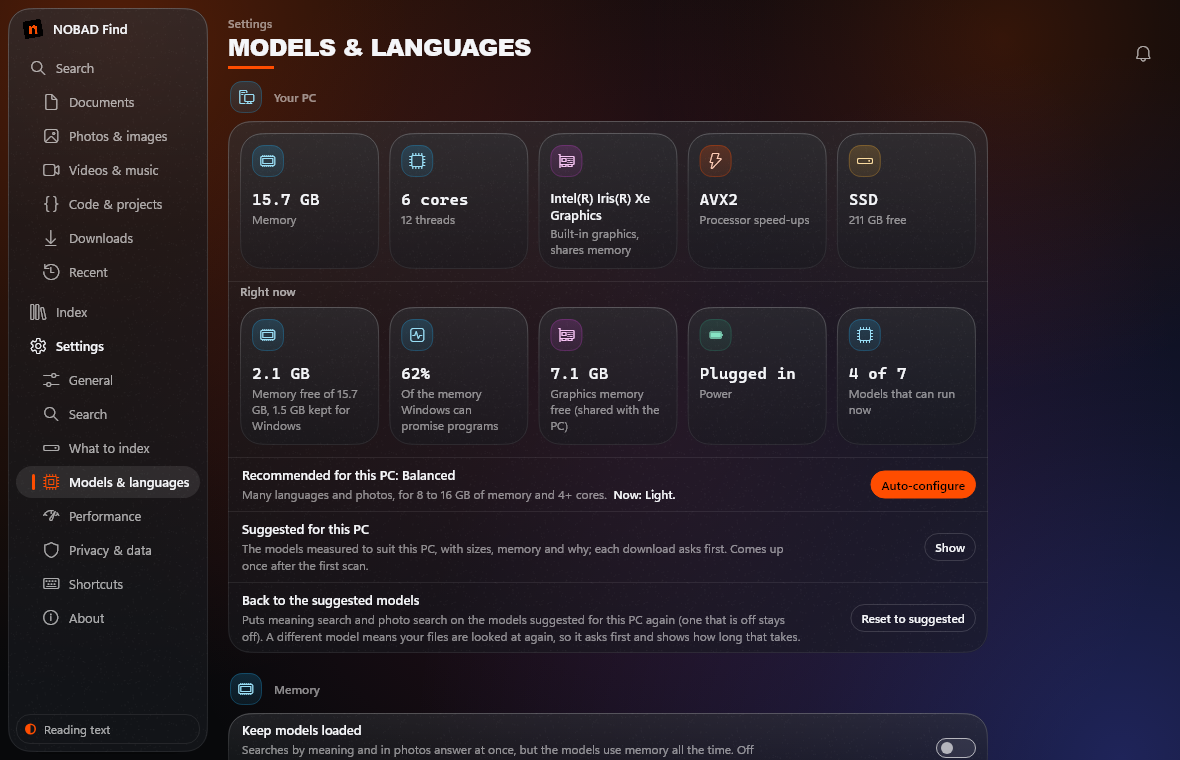 NOBAD Find
Search
Documents
Photos & images
Videos & music
Code & projects
Downloads
Recent
Index
Settings
General
Search
What to index
Models & languages
Performance
Privacy & data
Shortcuts
About
Reading text
Settings
MODELS & LANGUAGES
Your PC
15.7 GB
Memory
6 cores
12 threads
Intel(R) Iris(R) Xe
Graphics
Built-in graphics,
shares memory
AVX2
Processor speed-ups
SSD
211 GB free
Right now
2.1 GB
Memory free of 15.7
GB, 1.5 GB kept for
Windows
62%
Of the memory
Windows can
promise programs
7.1 GB
Graphics memory
free (shared with the
PC)
Plugged in
Power
4 of 7
Models that can run
now
Recommended for this PC: Balanced
Many languages and photos, for 8 to 16 GB of memory and 4+ cores. Now: Light.
Auto-configure
Suggested for this PC
The models measured to suit this PC, with sizes, memory and why; each download asks first. Comes up
once after the first scan.
Show
Back to the suggested models
Puts meaning search and photo search on the models suggested for this PC again (one that is off stays
off). A different model means your files are looked at again, so it asks first and shows how long that takes.
Reset to suggested
Memory
Keep models loaded
Searches by meaning and in photos answer at once, but the models use memory all the time. Off